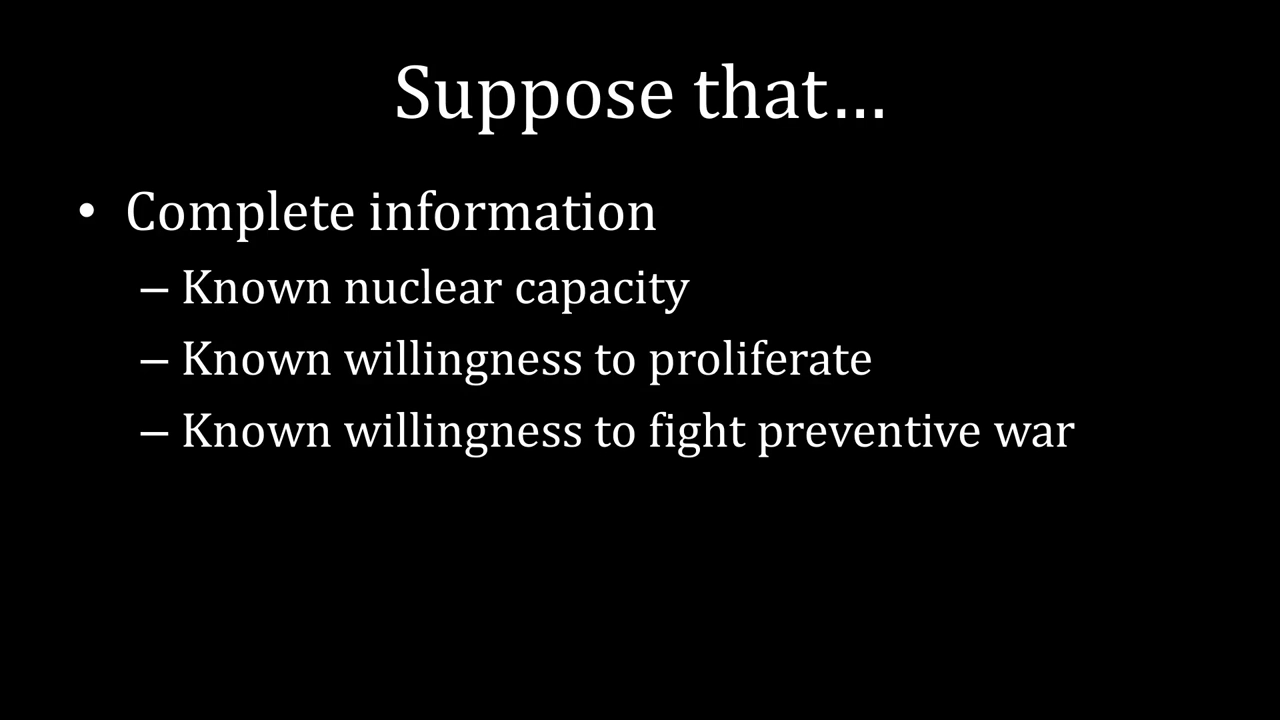 Suppose that…
• Complete information
– Known nuclear capacity
– Known willingness to proliferate
– Known willingness to fight preventive war